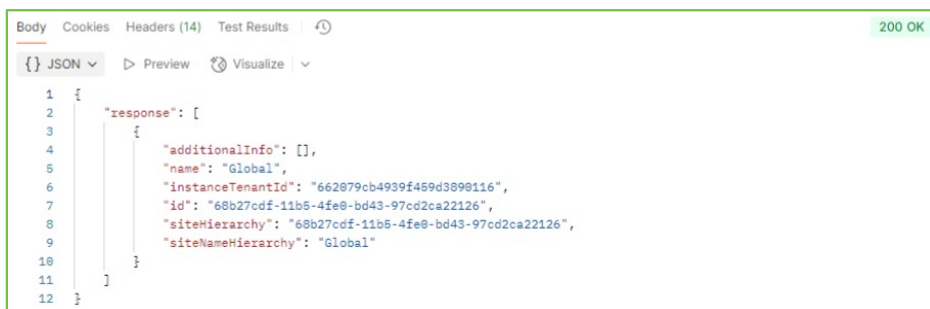 Body Cookies Headers (14) Test Results 200 OK
{} JSON Preview Visualize
1 {
2 "response": [
3 {
4 "additionalInfo": [],
5 "name": "Global",
6 "instanceTenantId": "662079cb4939f459d3890116",
7 "id": "68b27cdf-11b5-4fe0-bd43-97cd2ca22126",
8 "siteHierarchy": "68b27cdf-11b5-4fe0-bd43-97cd2ca22126",
9 "siteNameHierarchy": "Global"
10 }
11 ]
12 }